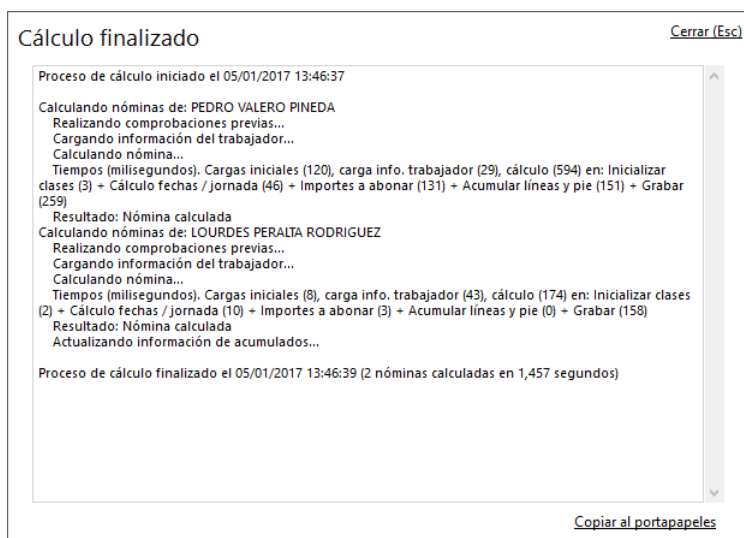 Cálculo finalizado
Cerrar (Esc)
Proceso de cálculo iniciado el 05/01/2017 13:46:37
Calculando nóminas de: PEDRO VALERO PINEDA
Realizando comprobaciones previas...
Cargando información del trabajador...
Calculando nómina...
Tiempos (milisegundos). Cargas iniciales (120), carga info. trabajador (29), cálculo (594) en: Inicializar
clases (3) + Cálculo fechas / jornada (46) + Importes a abonar (131) + Acumular líneas y pie (151) + Grabar
(259)
Resultado: Nómina calculada
Calculando nóminas de: LOURDES PERALTA RODRIGUEZ
Realizando comprobaciones previas...
Cargando información del trabajador...
Calculando nómina...
Tiempos (milisegundos). Cargas iniciales (8), carga info. trabajador (43), cálculo (174) en: Inicializar clases
(2) + Cálculo fechas / jornada (10) + Importes a abonar (3) + Acumular líneas y pie (0) + Grabar (158)
Resultado: Nómina calculada
Actualizando información de acumulados...
Proceso de cálculo finalizado el 05/01/2017 13:46:39 (2 nóminas calculadas en 1,457 segundos)
Copiar al portapapeles